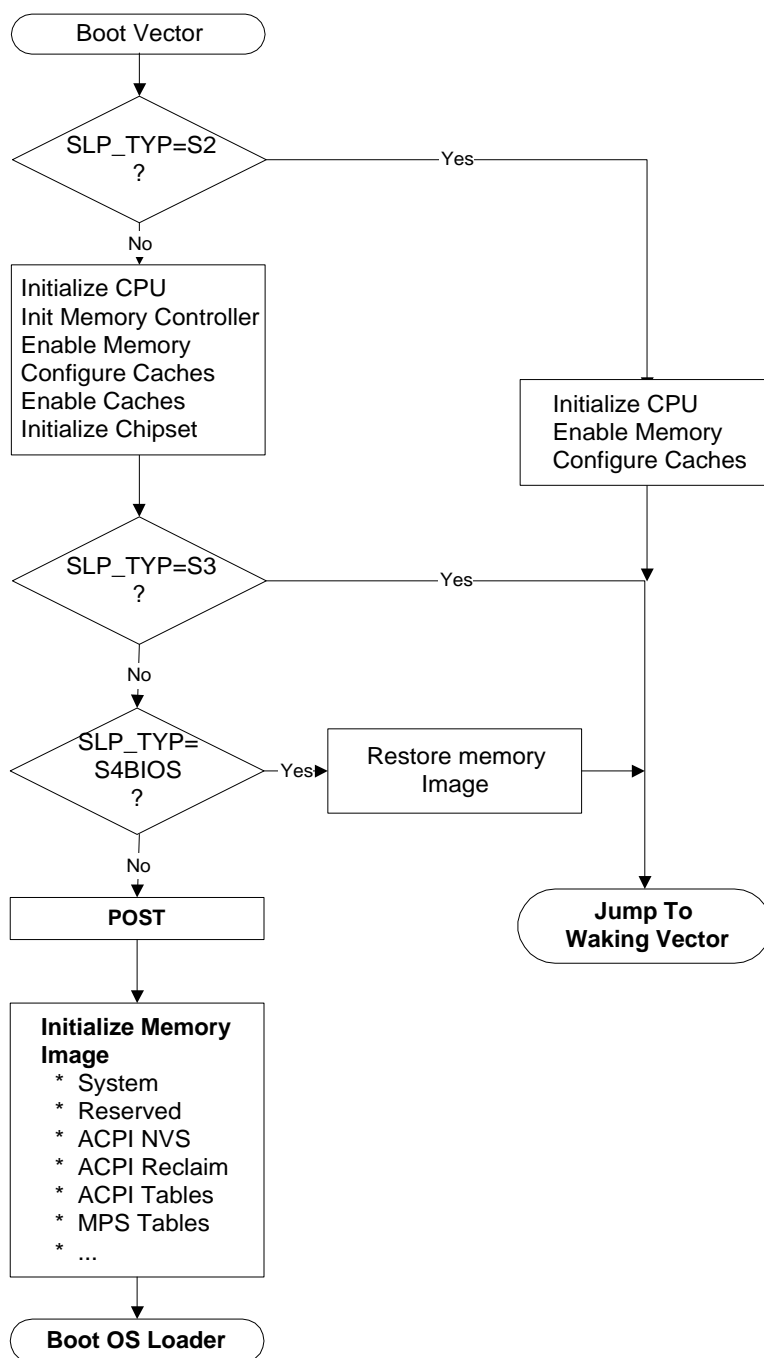 Boot Vector
SLP_TYP=S2
?
Yes
No
Initialize CPU
Init Memory Controller
Enable Memory
Configure Caches
Enable Caches
Initialize Chipset
Initialize CPU
Enable Memory
Configure Caches
SLP_TYP=S3
?
Yes
No
SLP_TYP=
S4BIOS
?
Yes
Restore memory
Image
No
POST
Jump To
Waking Vector
Initialize Memory
Image
* System
* Reserved
* ACPI NVS
* ACPI Reclaim
* ACPI Tables
* MPS Tables
* ...
Boot OS Loader